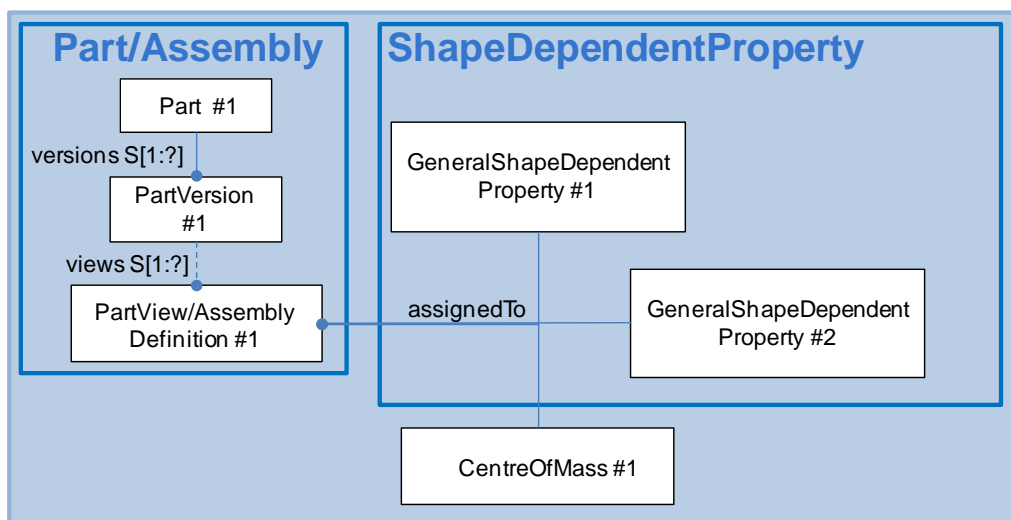 Part/Assembly
Part #1
versions S[1:?]
PartVersion
#1
views S[1:?]
PartView/Assembly
Definition #1
ShapeDependentProperty
GeneralShapeDependent
Property #1
assignedTo
GeneralShapeDependent
Property #2
CentreOfMass #1